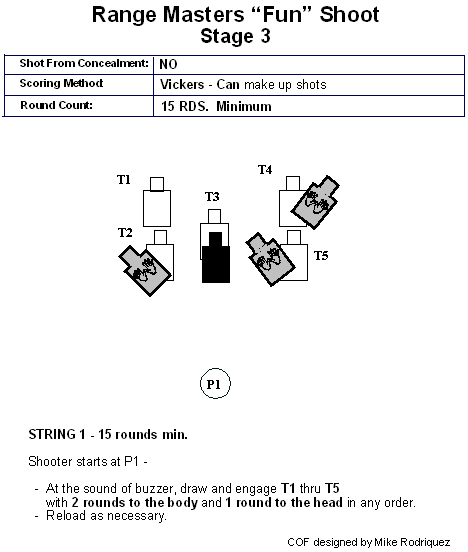 Range Masters “Fun” Shoot
Stage 3
Shot From Concealment: NO
Scoring Method: Vickers - Can make up shots
Round Count: 15 RDS. Minimum
T1
T4
T3
T2
T5
P1
STRING 1 - 15 rounds min.
Shooter starts at P1 -
- At the sound of buzzer, draw and engage T1 thru T5
with 2 rounds to the body and 1 round to the head in any order.
- Reload as necessary.
COF designed by Mike Rodriquez